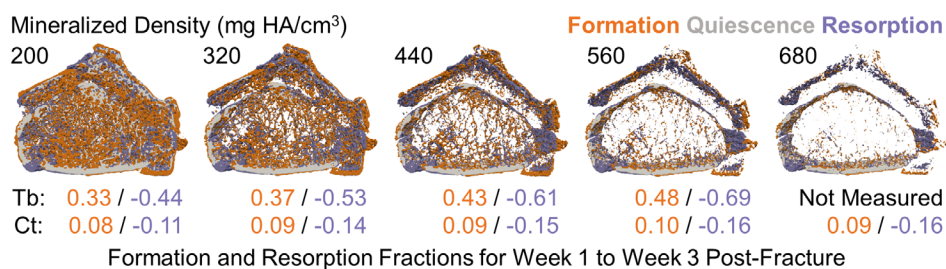 Mineralized Density (mg HA/cm³) Formation Quiescence Resorption
200 320 440 560 680
Tb: 0.33 / -0.44 0.37 / -0.53 0.43 / -0.61 0.48 / -0.69 Not Measured
Ct: 0.08 / -0.11 0.09 / -0.14 0.09 / -0.15 0.10 / -0.16 0.09 / -0.16
Formation and Resorption Fractions for Week 1 to Week 3 Post-Fracture